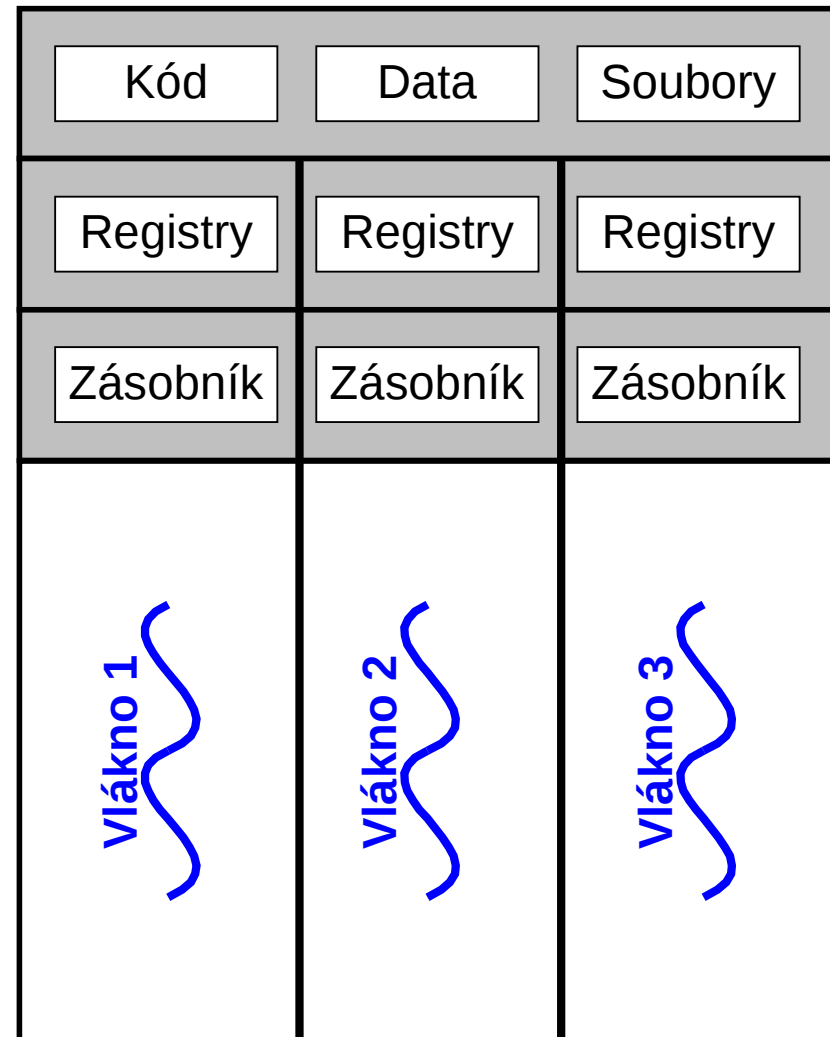 Kód Data Soubory
Registry Registry Registry
Zásobník Zásobník Zásobník
Vlákno 1 Vlákno 2 Vlákno 3